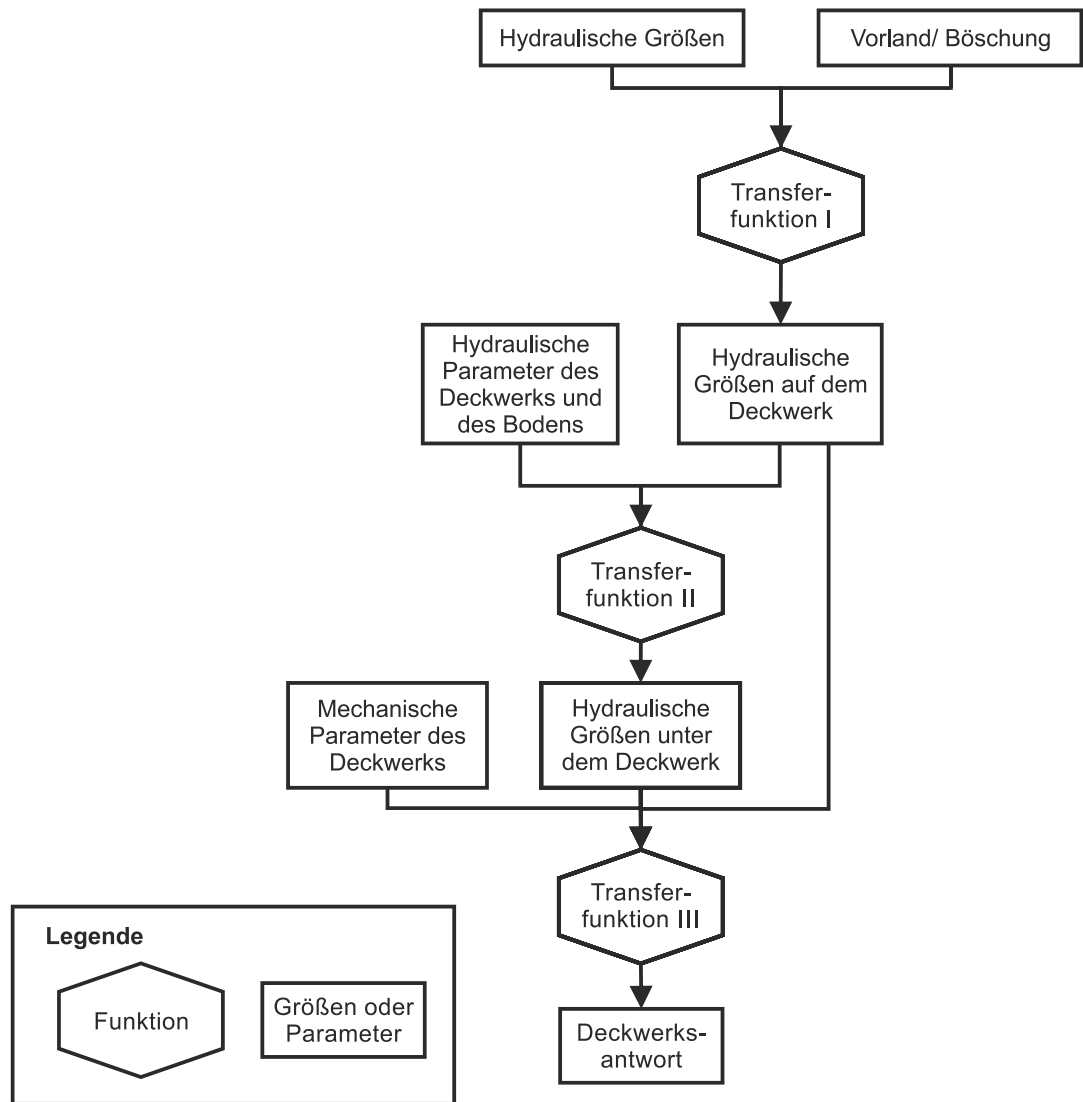 Hydraulische Größen
Vorland/ Böschung
Transfer-
funktion I
Hydraulische
Parameter des
Deckwerks und
des Bodens
Hydraulische
Größen auf dem
Deckwerk
Transfer-
funktion II
Mechanische
Parameter des
Deckwerks
Hydraulische
Größen unter
dem Deckwerk
Transfer-
funktion III
Deckwerks-
antwort
Legende
Funktion
Größen oder
Parameter